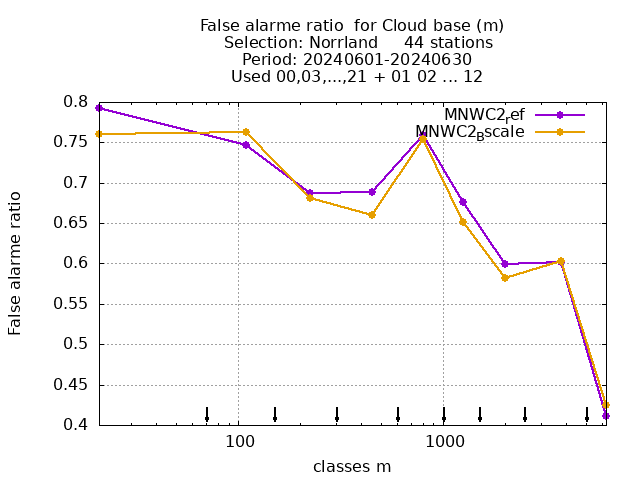 False alarme ratio  for Cloud base (m)
Selection: Norrland     44 stations
Period: 20240601-20240630
Used 00,03,...,21 + 01 02 ... 12
MNWC2ref
MNWC2Bscale
0.8
0.75
0.7
0.65
0.6
0.55
0.5
0.45
0.4
False alarme ratio
100
1000
classes m